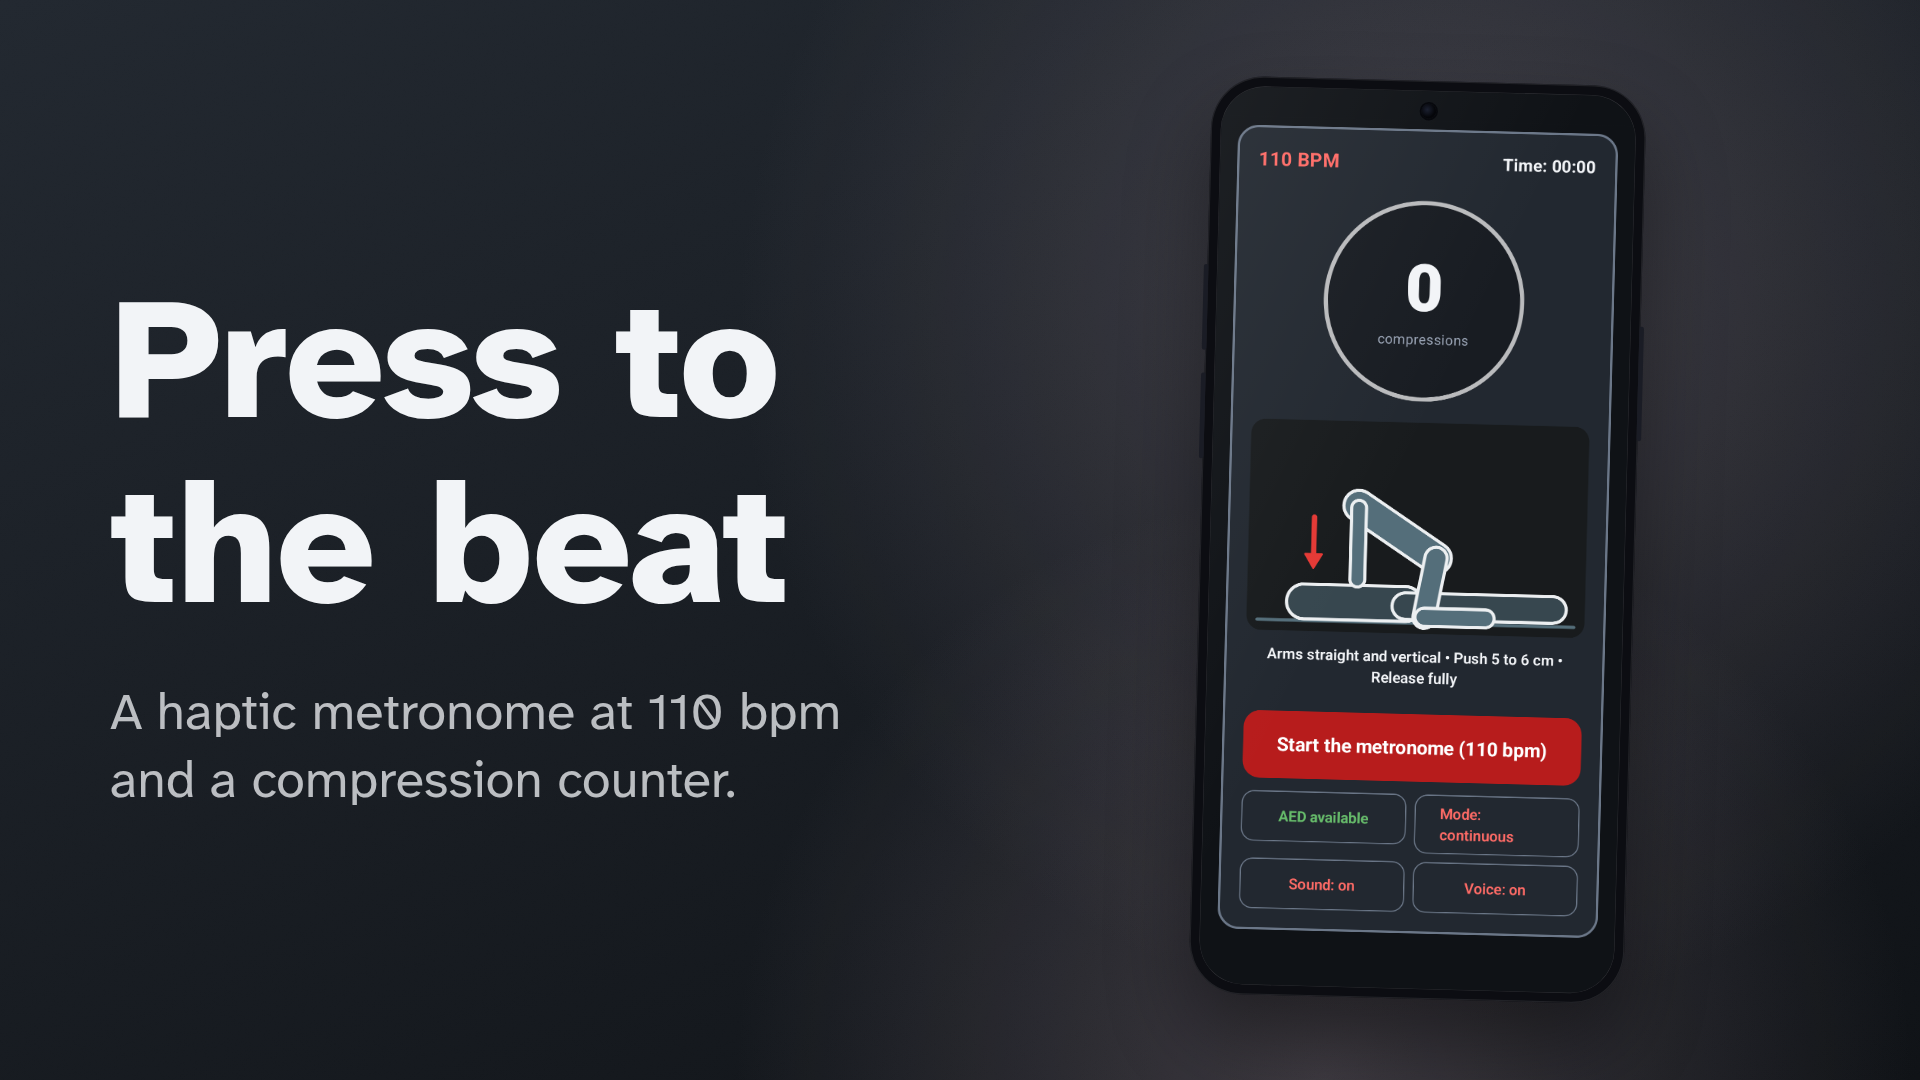 Press to
the beat
A haptic metronome at 110 bpm
and a compression counter.
110 BPM
Time: 00:00
0
compressions
Arms straight and vertical • Push 5 to 6 cm •
Release fully
Start the metronome (110 bpm)
AED available
Mode:
continuous
Sound: on
Voice: on